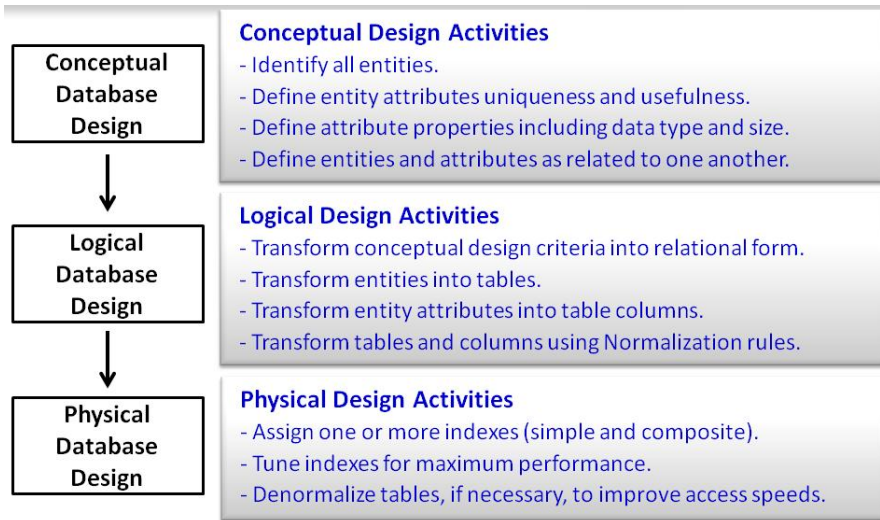 Conceptual
Database
Design
Conceptual Design Activities
- Identify all entities.
- Define entity attributes uniqueness and usefulness.
- Define attribute properties including data type and size.
- Define entities and attributes as related to one another.
Logical
Database
Design
Logical Design Activities
- Transform conceptual design criteria into relational form.
- Transform entities into tables.
- Transform entity attributes into table columns.
- Transform tables and columns using Normalization rules.
Physical
Database
Design
Physical Design Activities
- Assign one or more indexes (simple and composite).
- Tune indexes for maximum performance.
- Denormalize tables, if necessary, to improve access speeds.